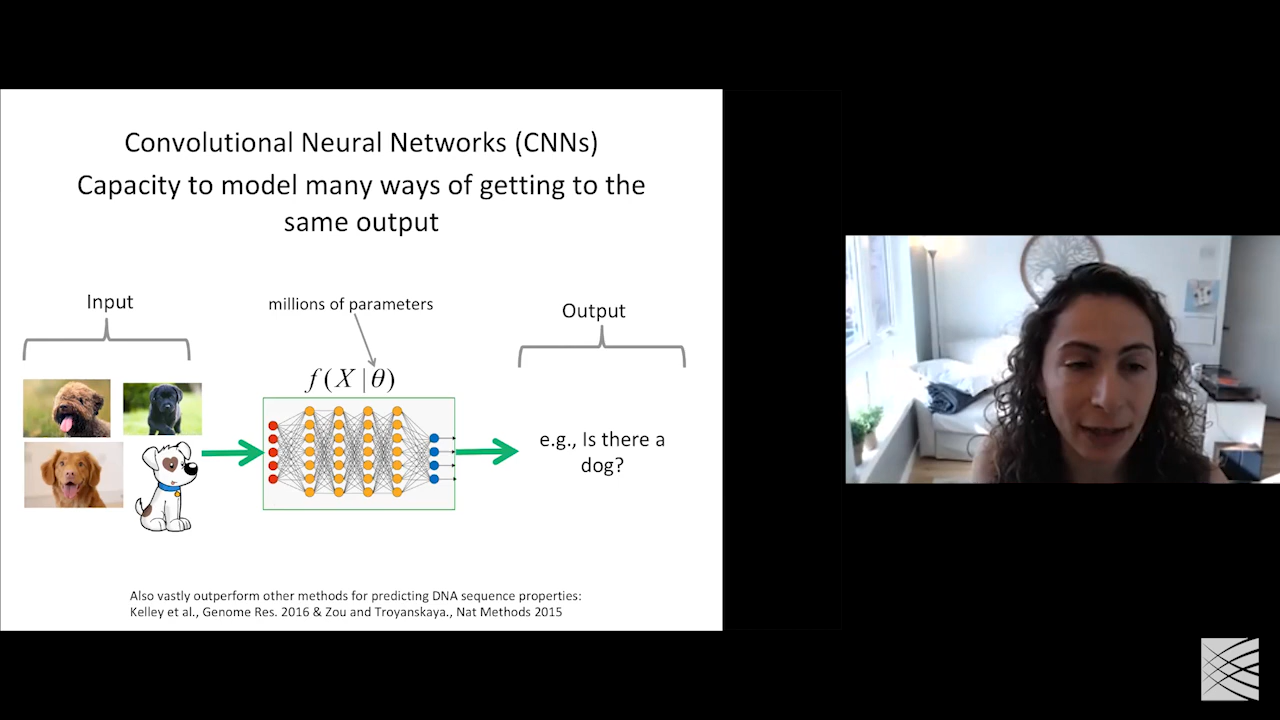 Convolutional Neural Networks (CNNs)
Capacity to model many ways of getting to the
same output
Input
millions of parameters
Output
f(X|θ)
e.g., Is there a
dog?
Also vastly outperform other methods for predicting DNA sequence properties:
Kelley et al., Genome Res. 2016 & Zou and Troyanskaya., Nat Methods 2015